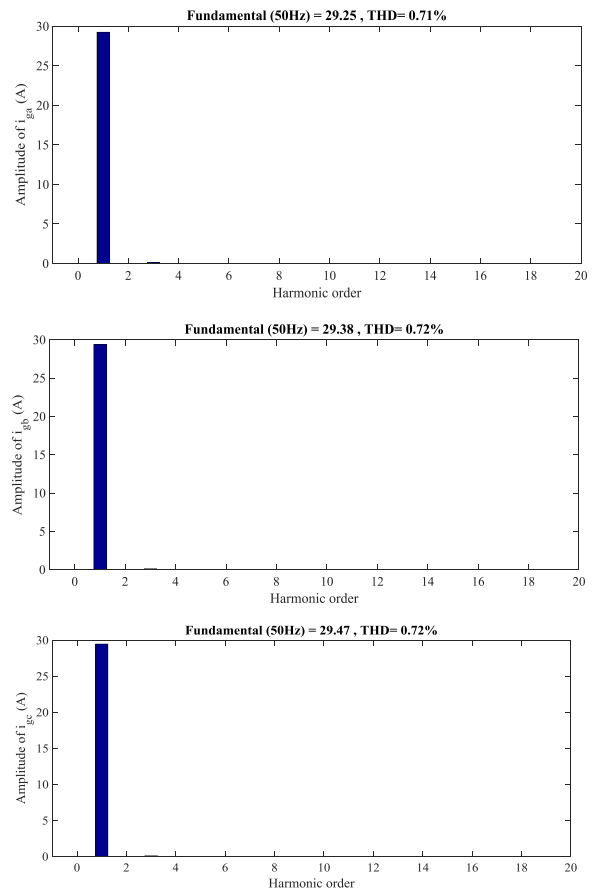 Fundamental (50Hz) = 29.25 , THD= 0.71%
30
25
20
15
10
5
0
Amplitude of i_ga (A)
0 2 4 6 8 10 12 14 16 18 20
Harmonic order
Fundamental (50Hz) = 29.38 , THD= 0.72%
30
25
20
15
10
5
0
Amplitude of i_gb (A)
0 2 4 6 8 10 12 14 16 18 20
Harmonic order
Fundamental (50Hz) = 29.47 , THD= 0.72%
30
25
20
15
10
5
0
Amplitude of i_gc (A)
0 2 4 6 8 10 12 14 16 18 20
Harmonic order